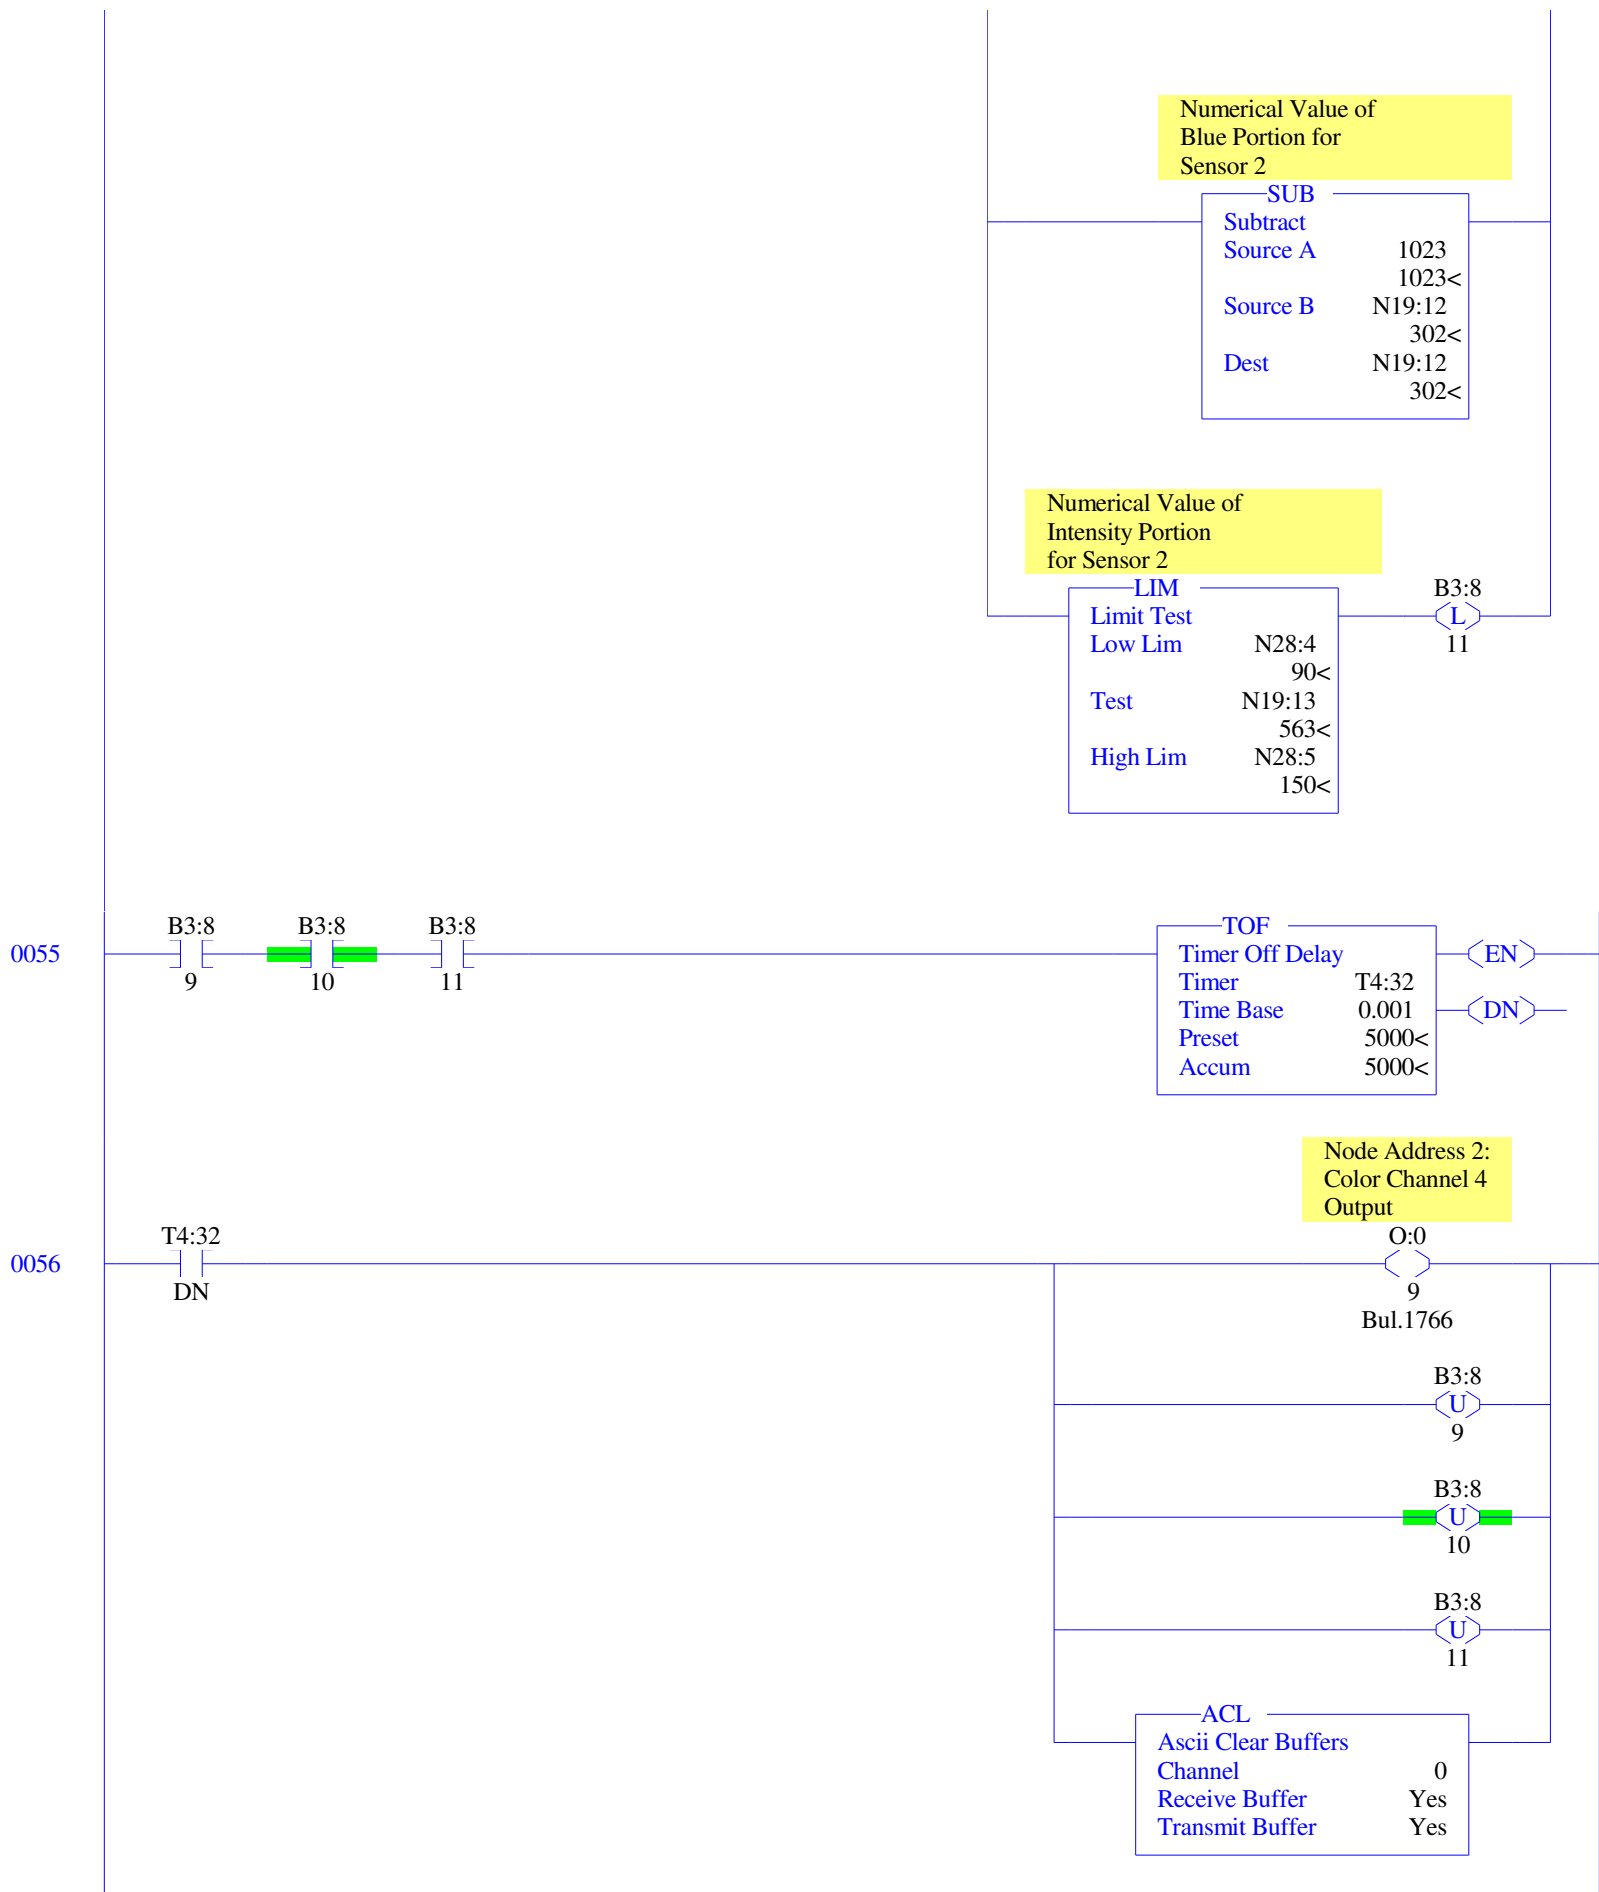 Numerical Value of
Blue Portion for
Sensor 2
SUB
Subtract
Source A 1023
1023<
Source B N19:12
302<
Dest N19:12
302<
Numerical Value of
Intensity Portion
for Sensor 2
LIM
Limit Test
Low Lim N28:4
90<
Test N19:13
563<
High Lim N28:5
150<
B3:8
L
11
0055
B3:8
9
B3:8
10
B3:8
11
TOF
Timer Off Delay
Timer T4:32
Time Base 0.001
Preset 5000<
Accum 5000<
EN
DN
0056
T4:32
DN
Node Address 2:
Color Channel 4
Output
O:0
9
Bul.1766
B3:8
U
9
B3:8
U
10
B3:8
U
11
ACL
Ascii Clear Buffers
Channel 0
Receive Buffer Yes
Transmit Buffer Yes